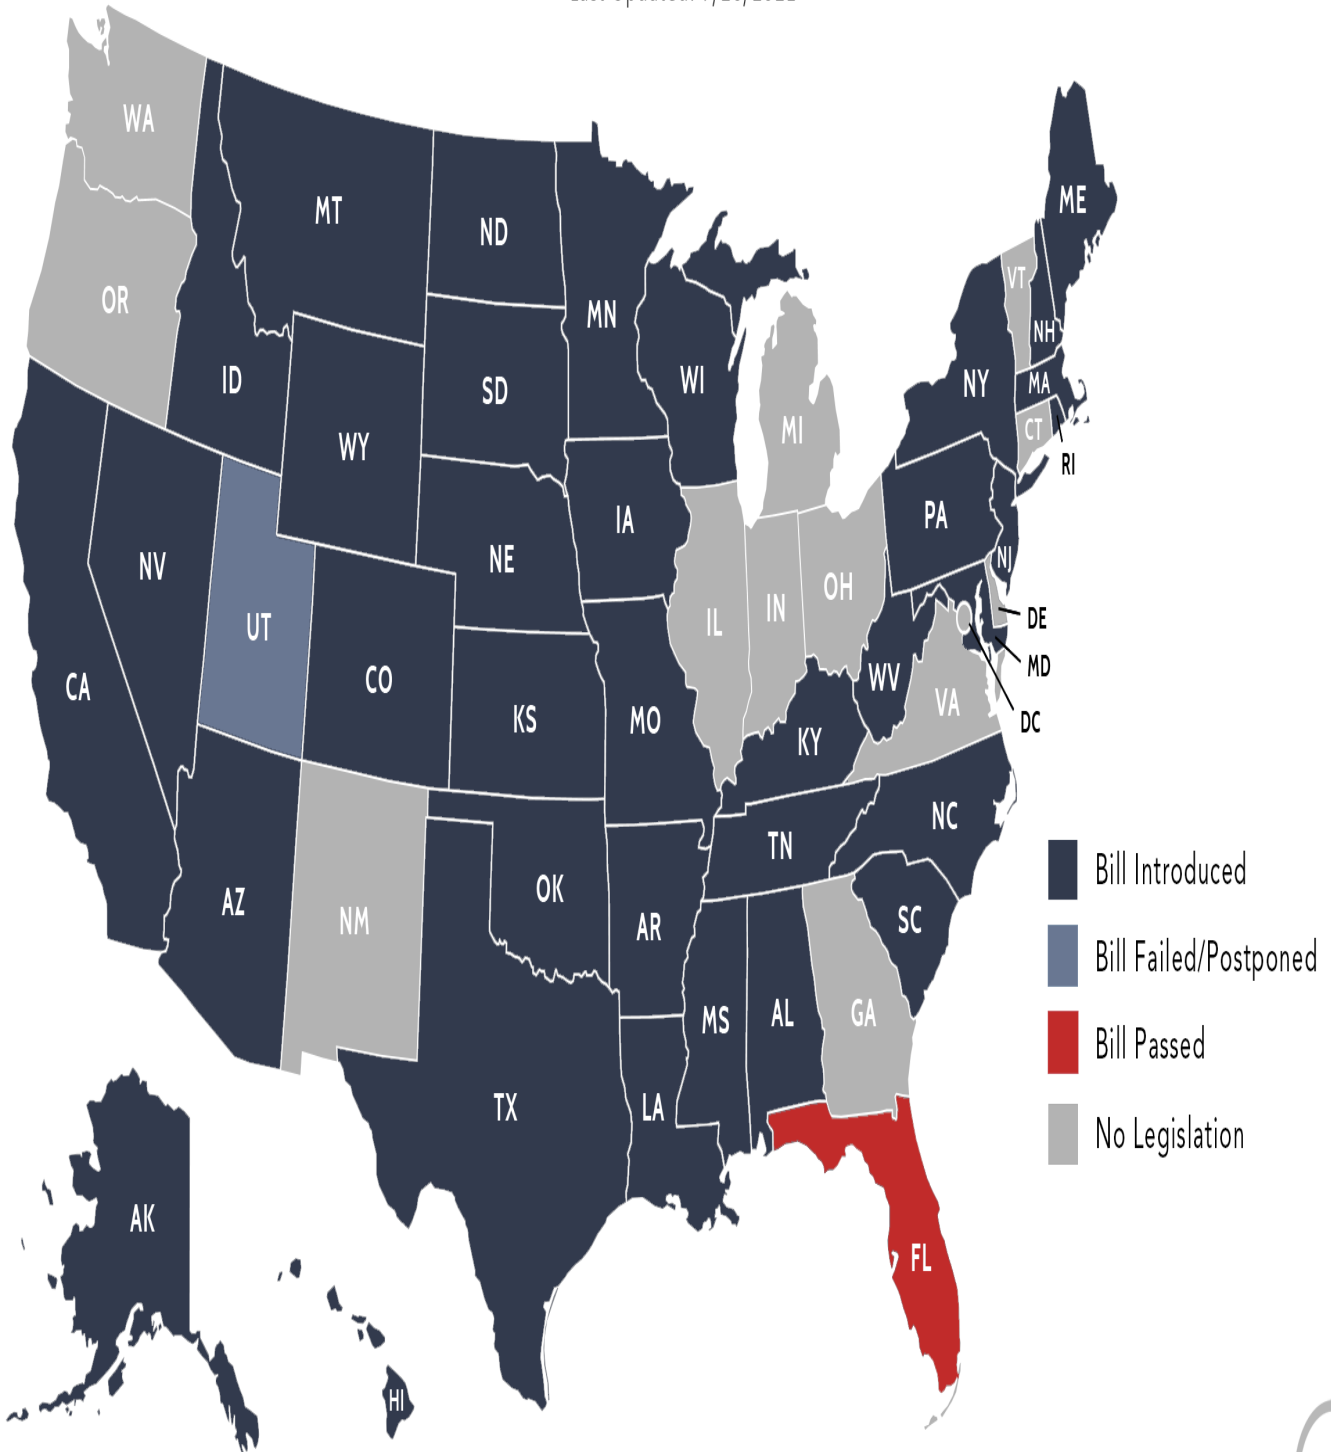 WA
MT
ND
ME
OR
MN
VT
NH
ID
SD
WI
NY
MA
WY
MI
CT
RI
IA
PA
NV
NE
NJ
UT
IL
IN
OH
DE
CA
CO
KS
MO
WV
MD
VA
DC
KY
TN
NC
AZ
NM
OK
AR
SC
MS
AL
GA
TX
LA
AK
FL
HI
Bill Introduced
Bill Failed/Postponed
Bill Passed
No Legislation